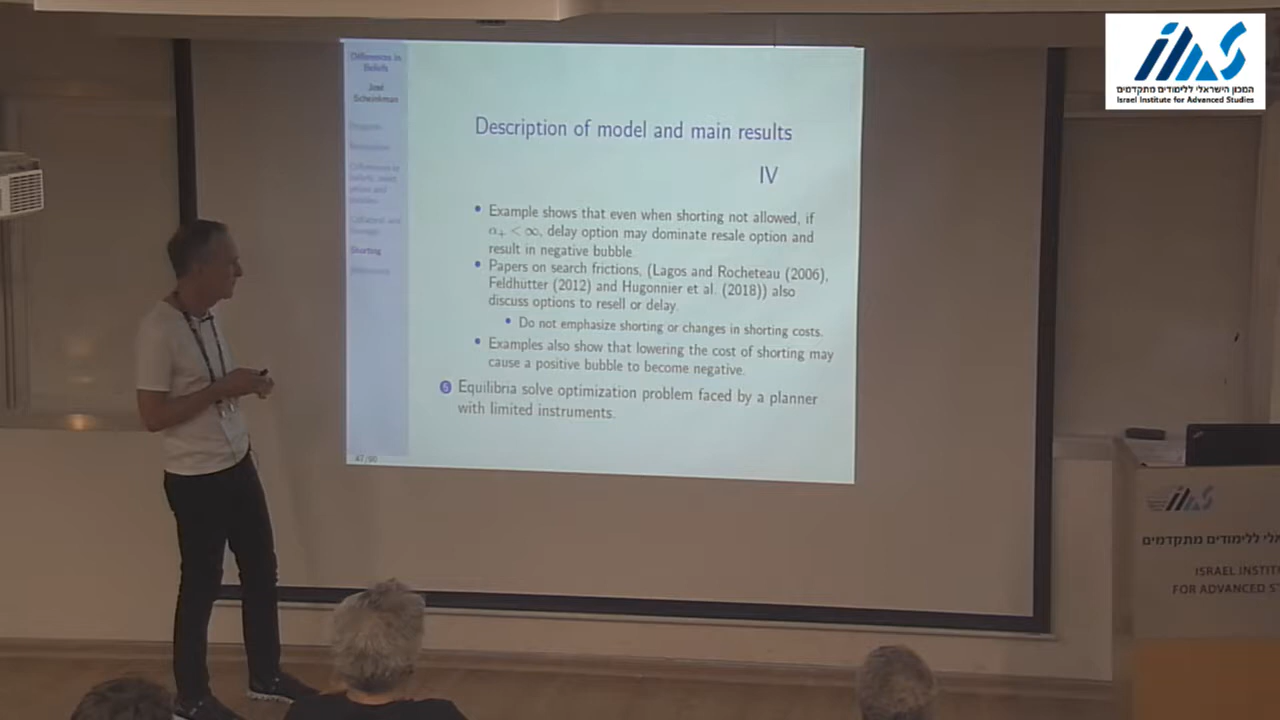 המכון הישראלי ללימודים מתקדמים
Israel Institute for Advanced Studies
Differences in
Beliefs
José
Scheinkman
Shorting
Description of model and main results
IV
• Example shows that even when shorting not allowed, if
α₊ < ∞, delay option may dominate resale option and
result in negative bubble
• Papers on search frictions, (Lagos and Rocheteau (2006),
Feldhütter (2012) and Hugonnier et al. (2018)) also
discuss options to resell or delay.
• Do not emphasize shorting or changes in shorting costs.
• Examples also show that lowering the cost of shorting may
cause a positive bubble to become negative.
5 Equilibria solve optimization problem faced by a planner
with limited instruments.
47/90
ללימודים מתקדמים
ISRAEL
FOR ADVANCED